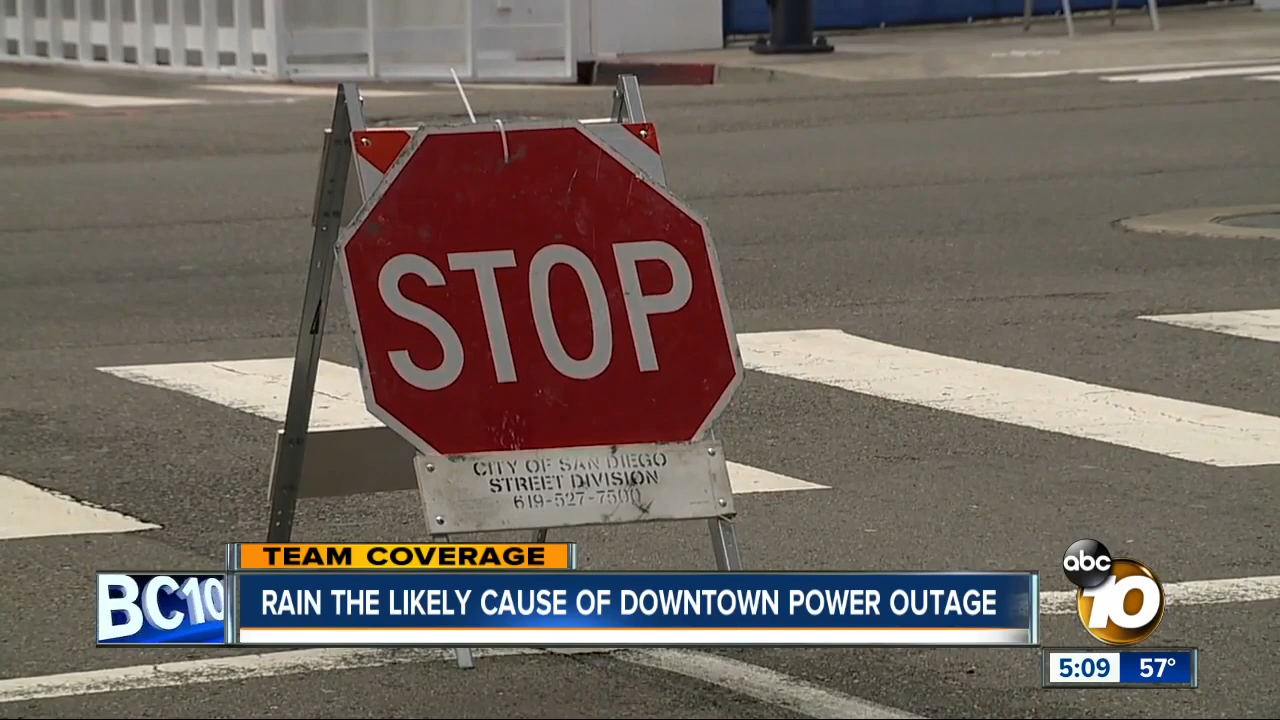 STOP
CITY OF SAN DIEGO
STREET DIVISION
619-527-7500
TEAM COVERAGE
BC10
RAIN THE LIKELY CAUSE OF DOWNTOWN POWER OUTAGE
abc
10
5:09 57°